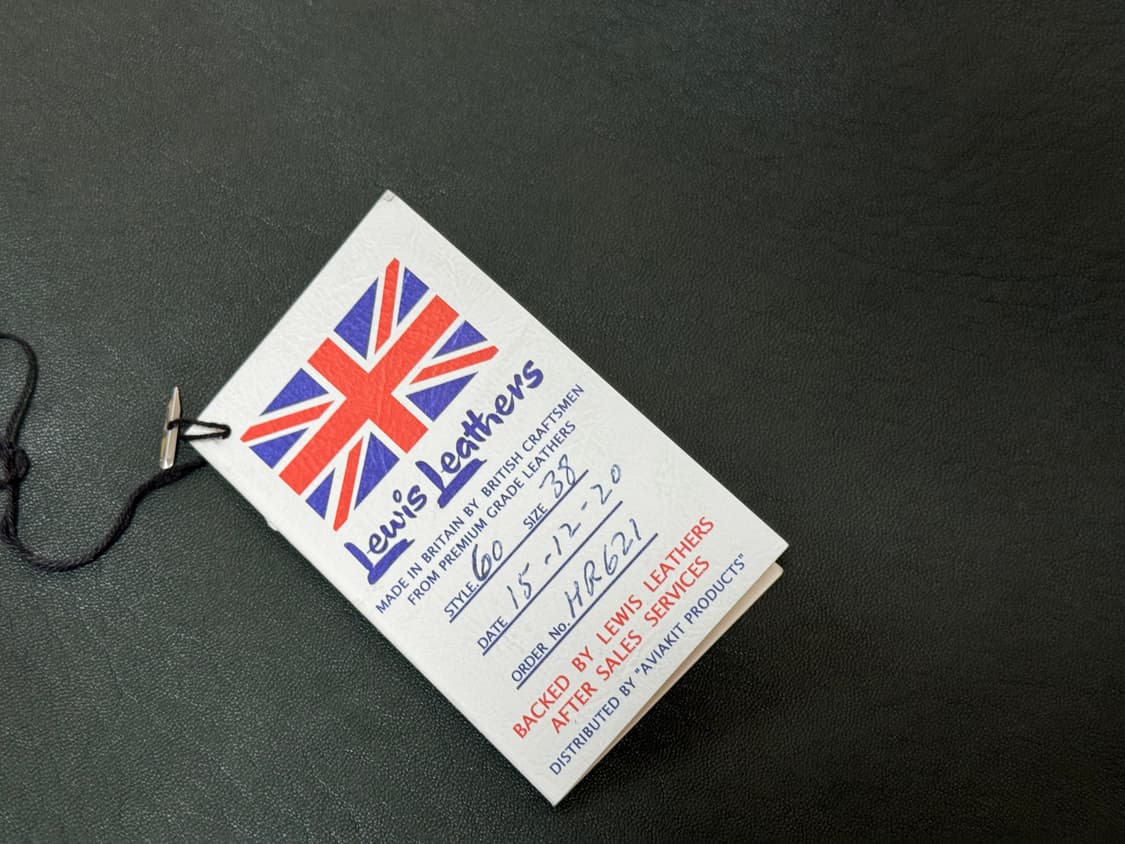 Lewis Leathers
MADE IN BRITAIN BY BRITISH CRAFTSMEN
FROM PREMIUM GRADE LEATHERS
STYLE. 60 SIZE 38
DATE 15-12-20
ORDER No. HR621
BACKED BY LEWIS LEATHERS
AFTER SALES SERVICES
DISTRIBUTED BY "AVIAKIT PRODUCTS"